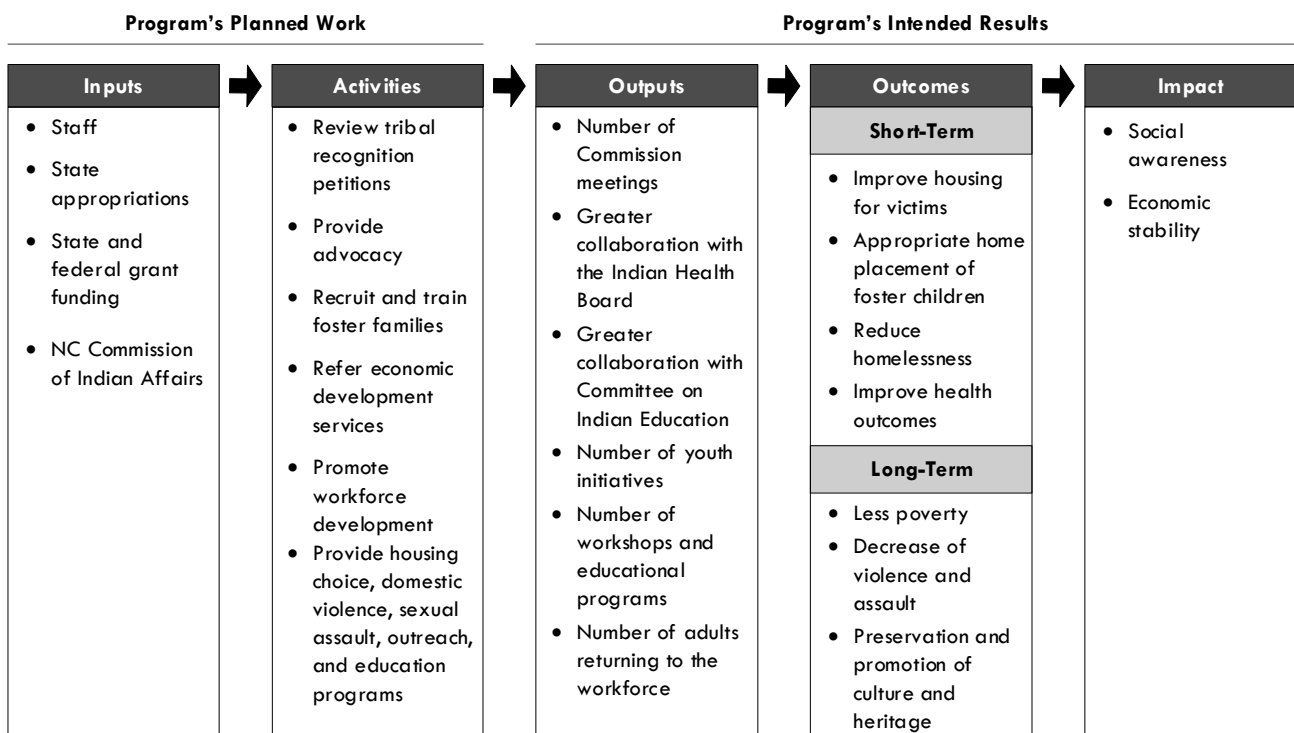 Program's Planned Work
Program's Intended Results
Inputs
• Staff
• State
appropriations
• State and
federal grant
funding
• NC Commission
of Indian Affairs
Activities
• Review tribal
recognition
petitions
• Provide
advocacy
• Recruit and train
foster families
• Refer economic
development
services
• Promote
workforce
development
• Provide housing
choice, domestic
violence, sexual
assault, outreach,
and education
programs
Outputs
• Number of
Commission
meetings
• Greater
collaboration with
the Indian Health
Board
• Greater
collaboration with
Committee on
Indian Education
• Number of youth
initiatives
• Number of
workshops and
educational
programs
• Number of adults
returning to the
workforce
Outcomes
Short-Term
• Improve housing
for victims
• Appropriate home
placement of
foster children
• Reduce
homelessness
• Improve health
outcomes
Long-Term
• Less poverty
• Decrease of
violence and
assault
• Preservation and
promotion of
culture and
heritage
Impact
• Social
awareness
• Economic
stability